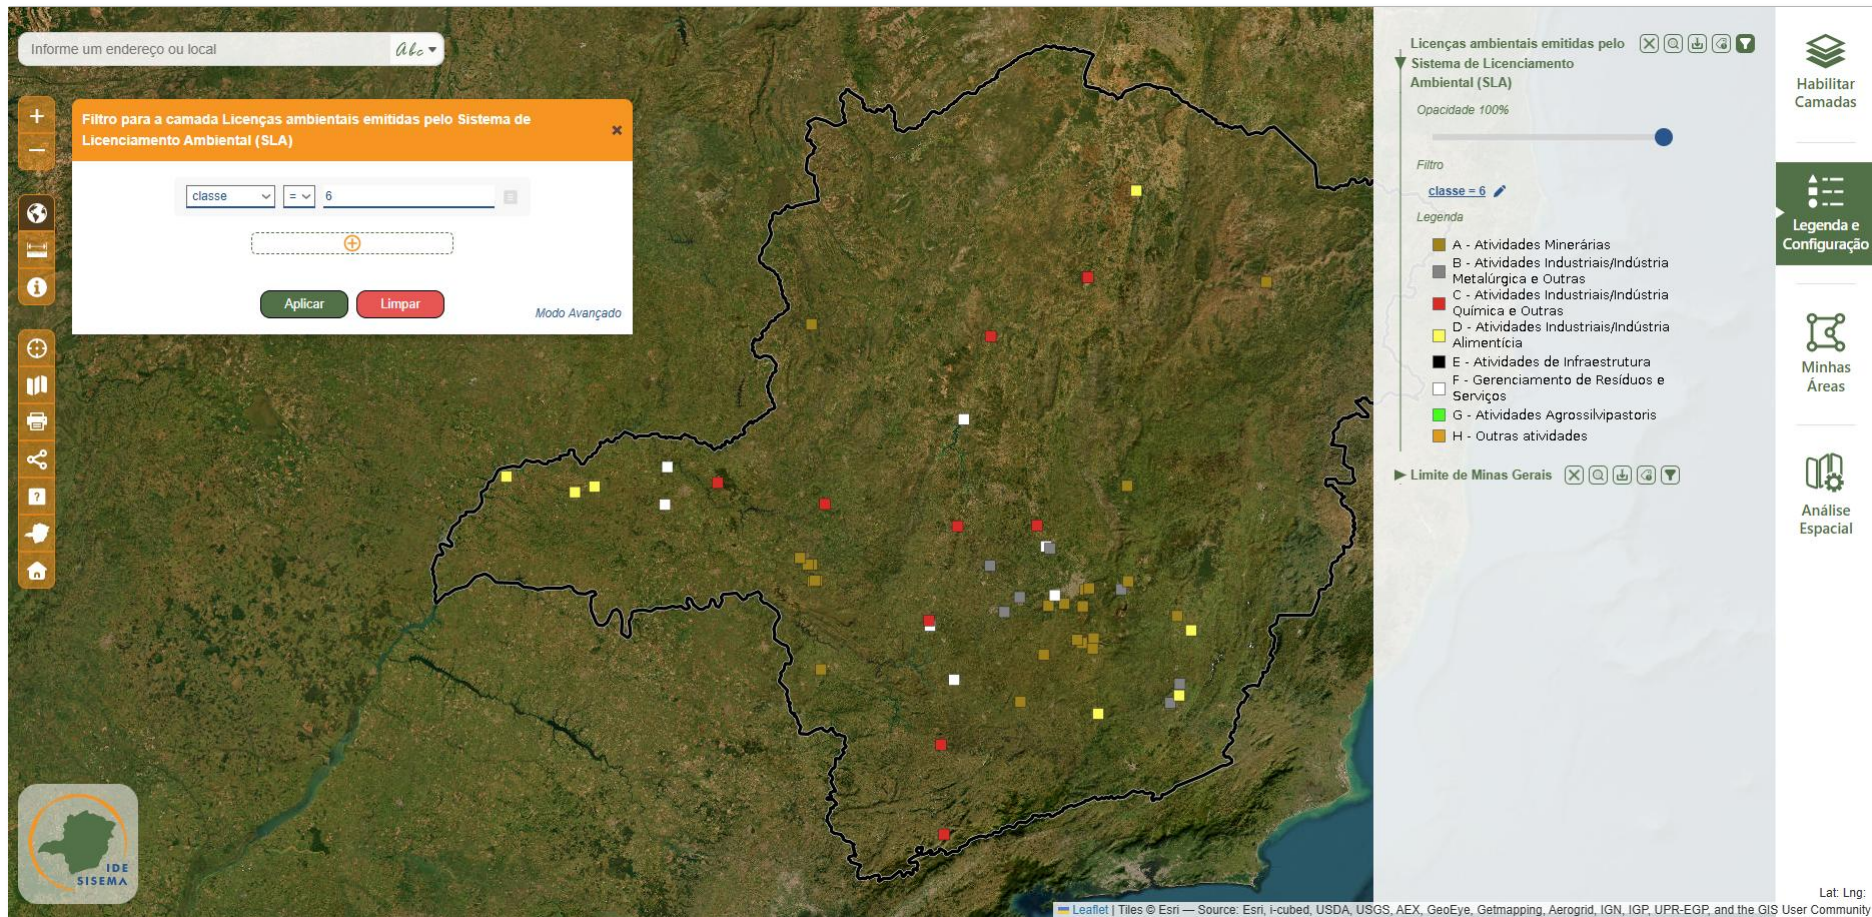 Informe um endereço ou local
Abc
Filtro para a camada Licenças ambientais emitidas pelo Sistema de
Licenciamento Ambiental (SLA)
×
classe
=
6
Aplicar
Limpar
Modo Avançado
+
−
i
?
IDE
SISEMA
Licenças ambientais emitidas pelo
Sistema de Licenciamento
Ambiental (SLA)
Opacidade 100%
Filtro
classe = 6
Legenda
A - Atividades Minerárias
B - Atividades Industriais/Indústria
Metalúrgica e Outras
C - Atividades Industriais/Indústria
Química e Outras
D - Atividades Industriais/Indústria
Alimentícia
E - Atividades de Infraestrutura
F - Gerenciamento de Resíduos e
Serviços
G - Atividades Agrossilvipastoris
H - Outras atividades
Limite de Minas Gerais
Habilitar
Camadas
Legenda e
Configuração
Minhas
Áreas
Análise
Espacial
Lat: Lng:
Leaflet | Tiles © Esri — Source: Esri, i-cubed, USDA, USGS, AEX, GeoEye, Getmapping, Aerogrid, IGN, IGP, UPR-EGP, and the GIS User Community